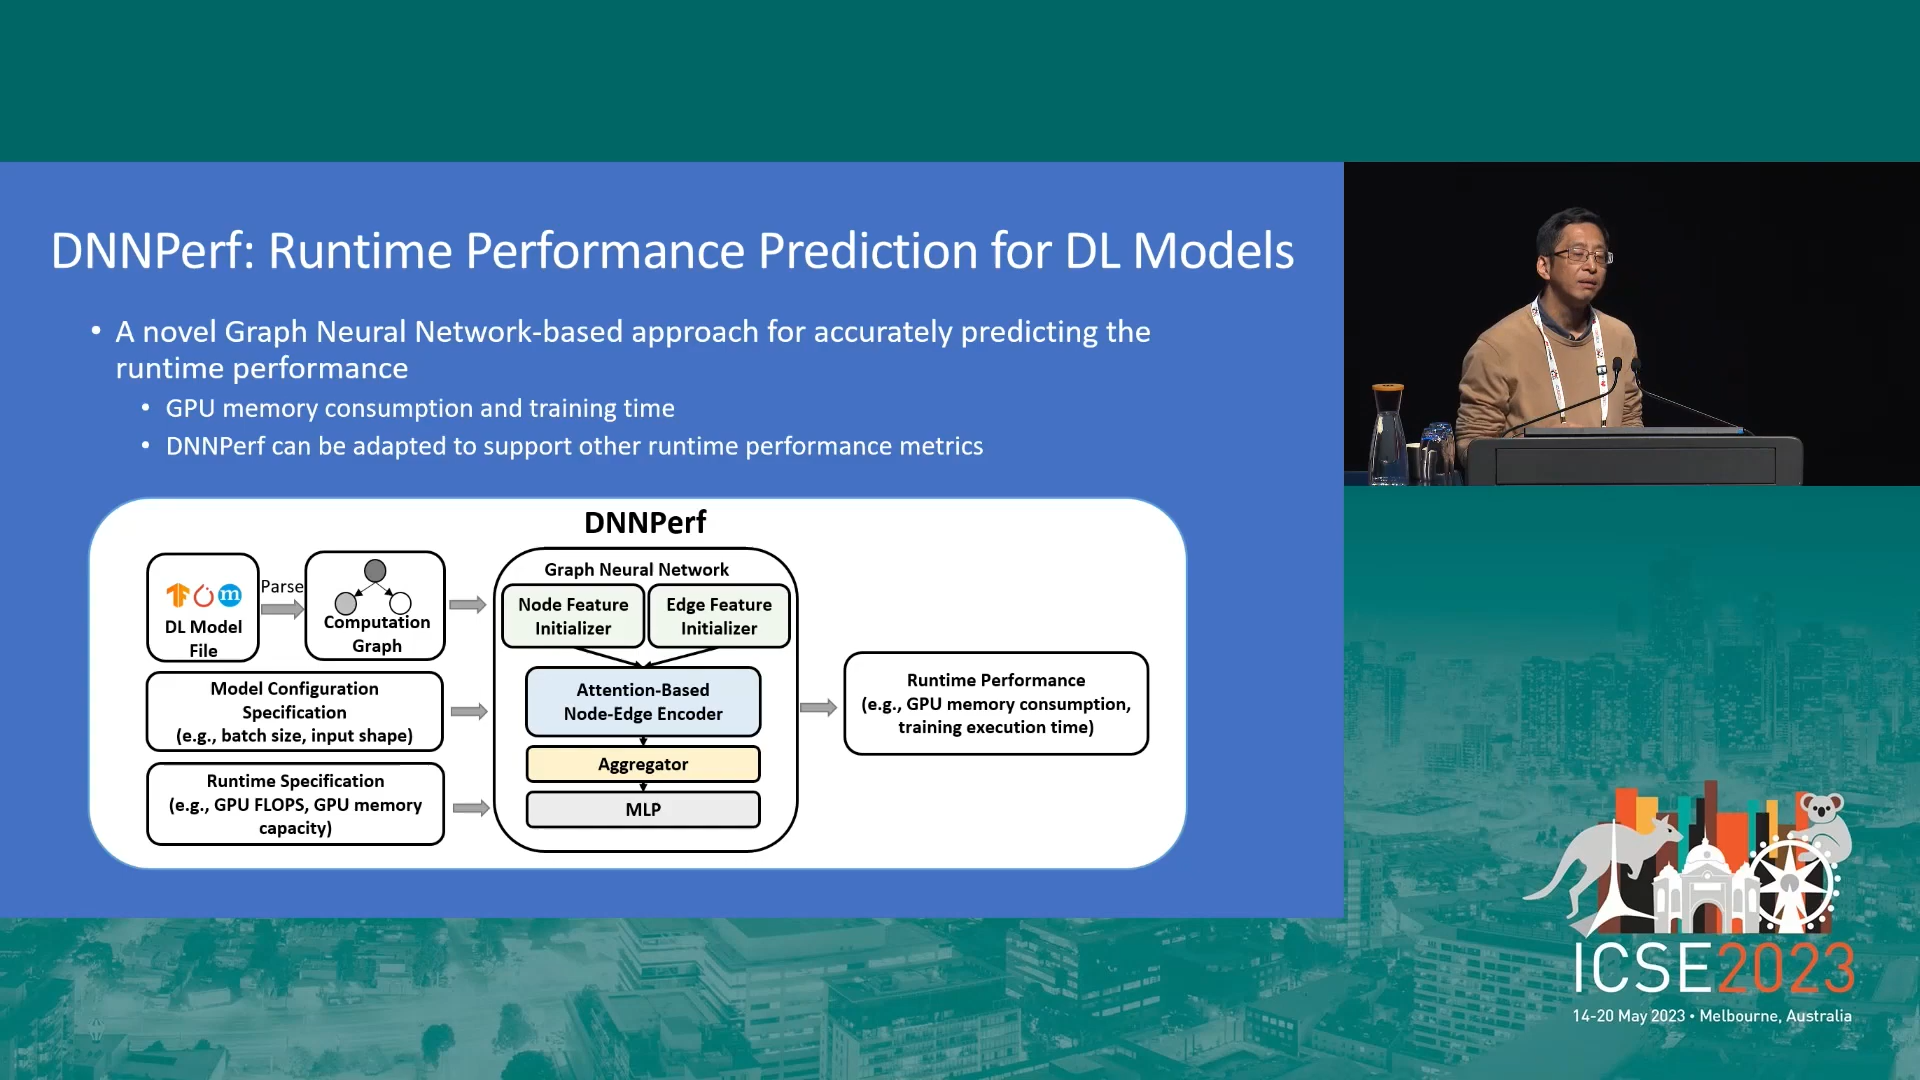 DNNPerf: Runtime Performance Prediction for DL Models
• A novel Graph Neural Network-based approach for accurately predicting the
runtime performance
• GPU memory consumption and training time
• DNNPerf can be adapted to support other runtime performance metrics
DNNPerf
DL Model
File
Parse
Computation
Graph
Model Configuration
Specification
(e.g., batch size, input shape)
Runtime Specification
(e.g., GPU FLOPS, GPU memory
capacity)
Graph Neural Network
Node Feature
Initializer
Edge Feature
Initializer
Attention-Based
Node-Edge Encoder
Aggregator
MLP
Runtime Performance
(e.g., GPU memory consumption,
training execution time)
ICSE2023
14-20 May 2023 • Melbourne, Australia